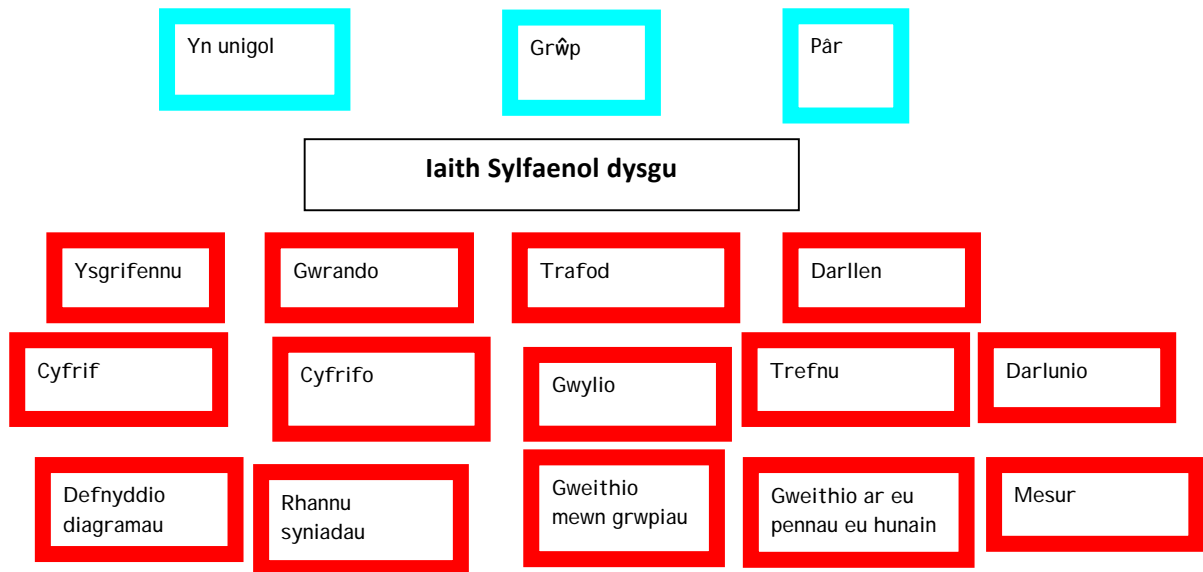 Yn unigol
Grŵp
Pâr
Iaith Sylfaenol dysgu
Ysgrifennu
Gwrando
Trafod
Darllen
Cyfrif
Cyfrifo
Gwylio
Trefnu
Darlunio
Defnyddio
diagramau
Rhannu
syniadau
Gweithio
mewn grwpiau
Gweithio ar eu
pennau eu hunain
Mesur